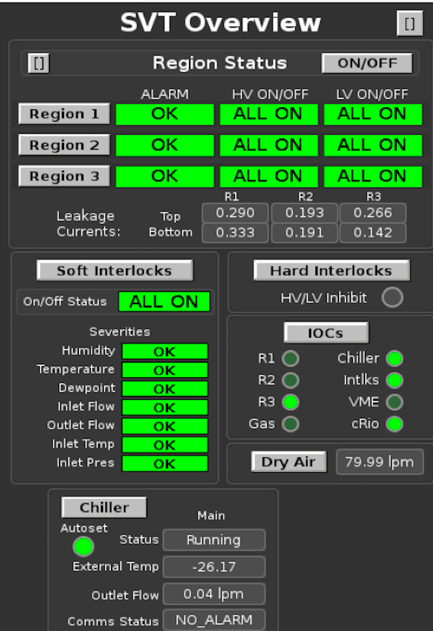 SVT Overview []
[] Region Status ON/OFF
ALARM HV ON/OFF LV ON/OFF
Region 1 OK ALL ON ALL ON
Region 2 OK ALL ON ALL ON
Region 3 OK ALL ON ALL ON
R1 R2 R3
Leakage Currents: Top 0.290 0.193 0.266
Bottom 0.333 0.191 0.142
Soft Interlocks
On/Off Status ALL ON
Severities
Humidity OK
Temperature OK
Dewpoint OK
Inlet Flow OK
Outlet Flow OK
Inlet Temp OK
Inlet Pres OK
Hard Interlocks
HV/LV Inhibit
IOCs
R1 Chiller
R2 Intlks
R3 VME
Gas cRio
Dry Air 79.99 lpm
Chiller Main
Autoset
Status Running
External Temp -26.17
Outlet Flow 0.04 lpm
Comms Status NO_ALARM